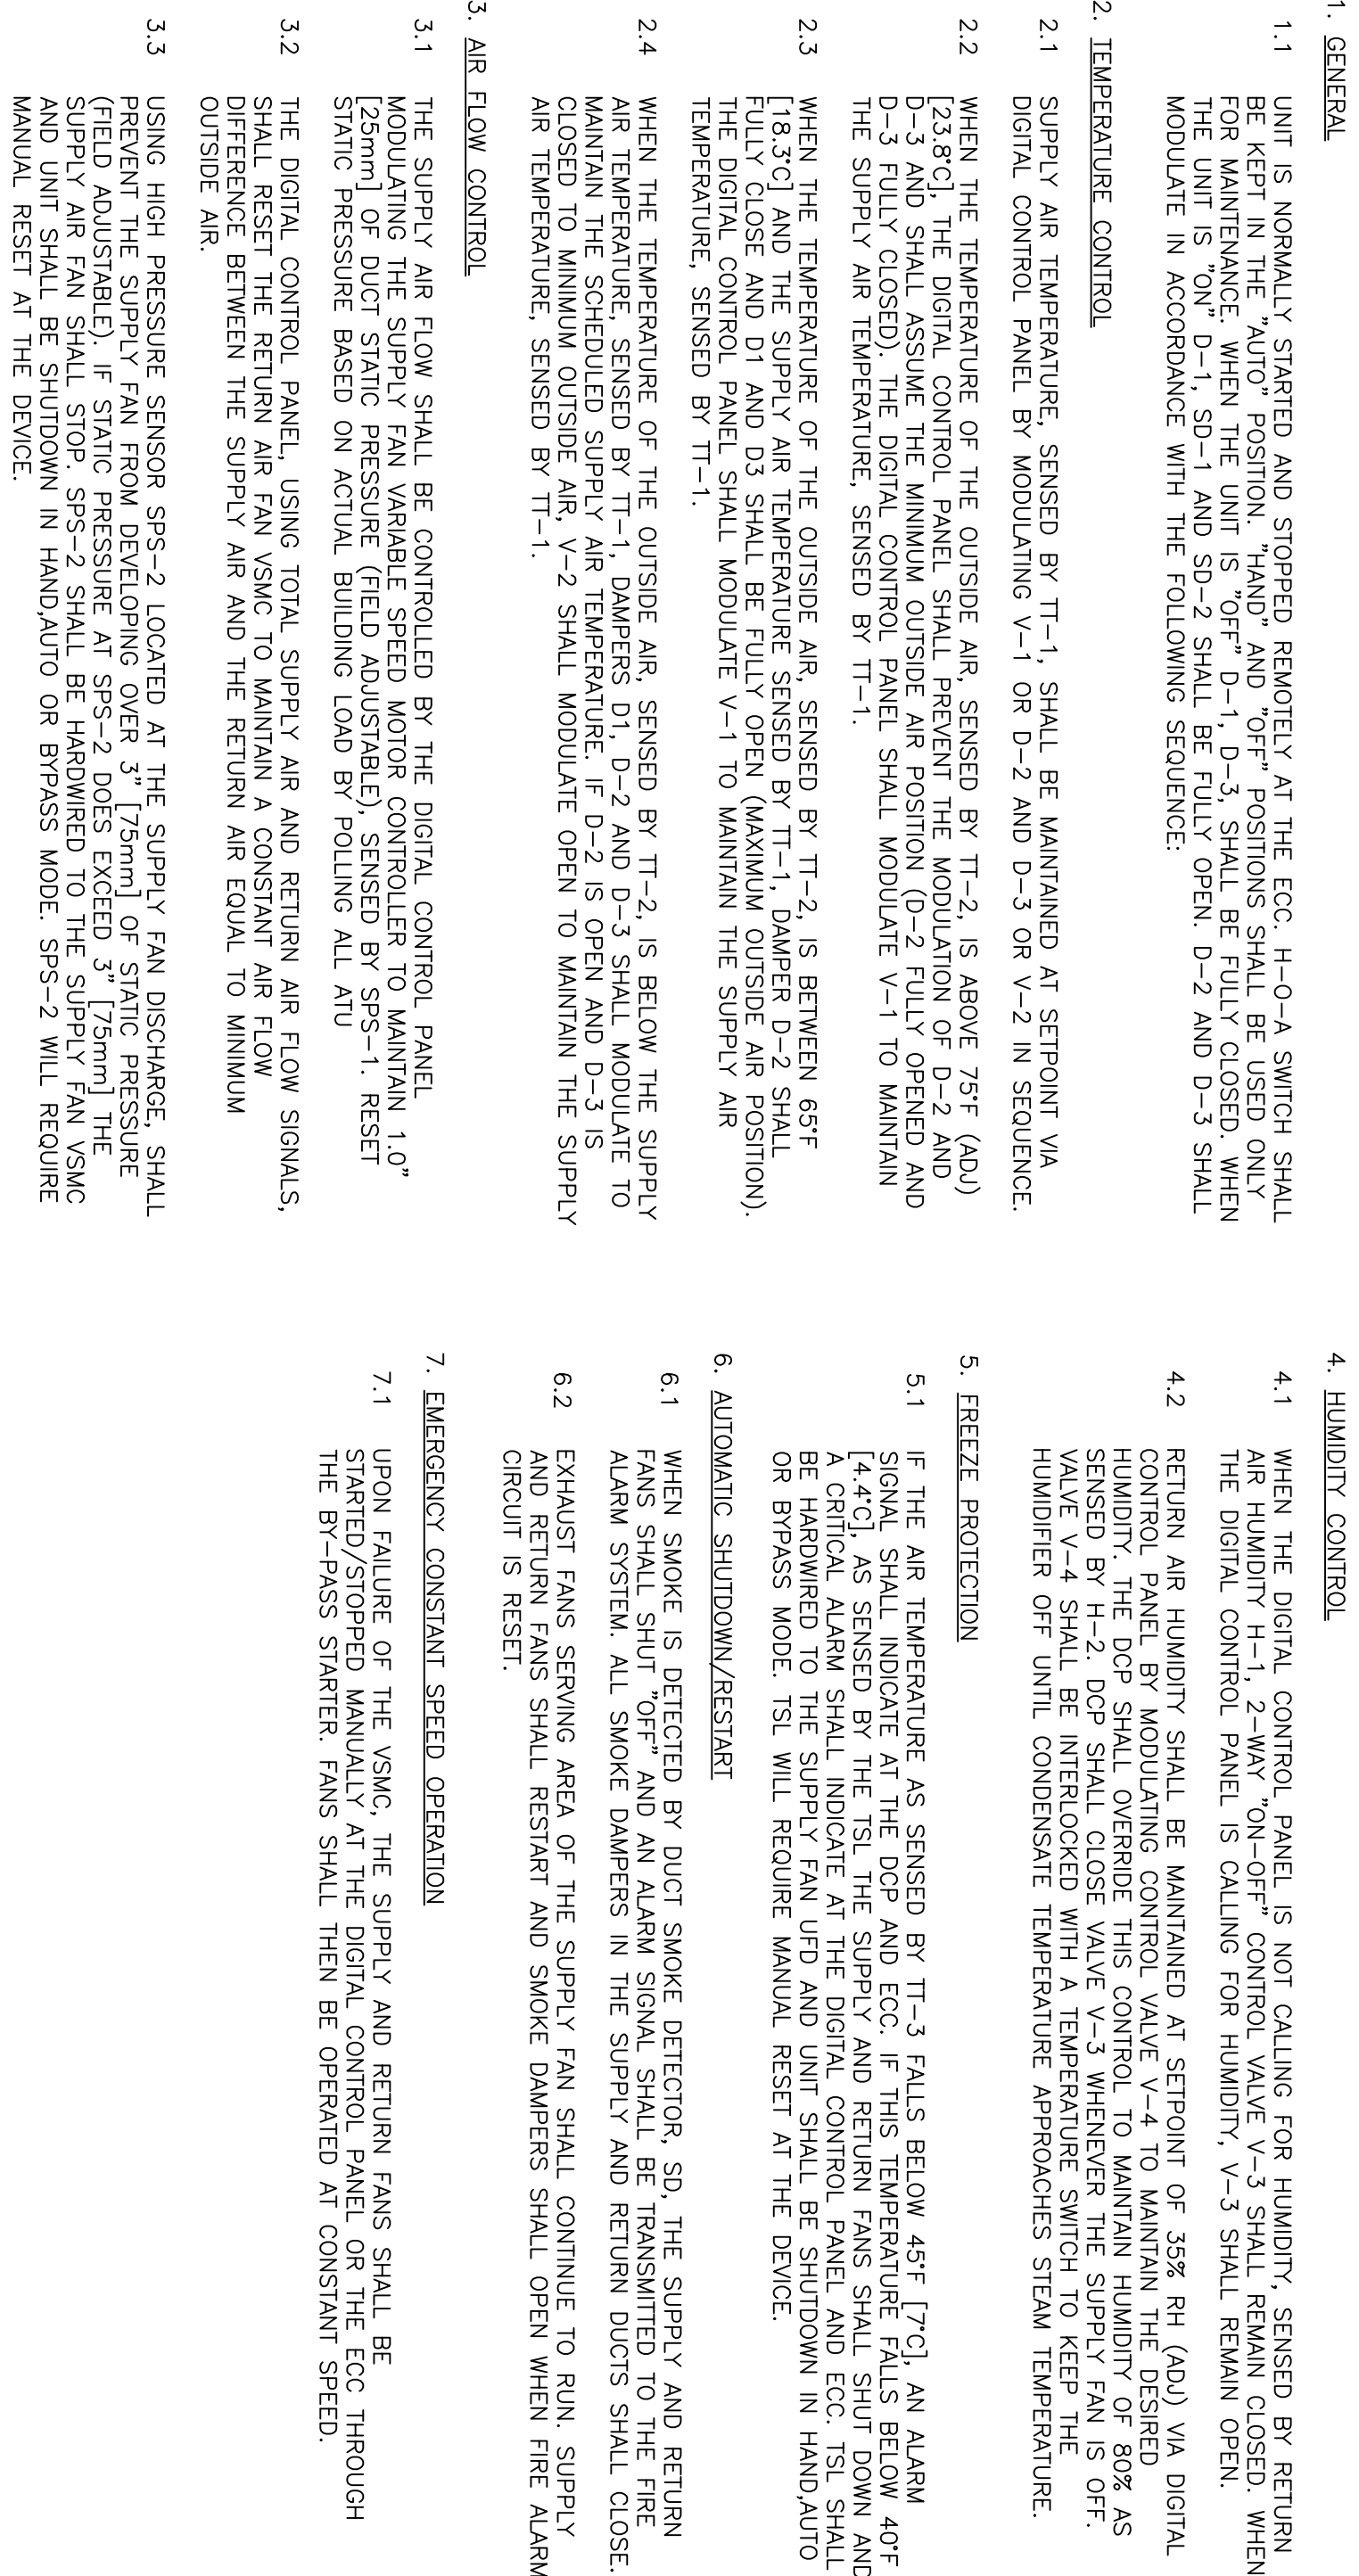 1. GENERAL
1.1 UNIT IS NORMALLY STARTED AND STOPPED REMOTELY AT THE ECC. H-O-A SWITCH SHALL
BE KEPT IN THE "AUTO" POSITION. "HAND" AND "OFF" POSITIONS SHALL BE USED ONLY
FOR MAINTENANCE. WHEN THE UNIT IS "OFF" D-1, D-3, SHALL BE FULLY CLOSED. WHEN
THE UNIT IS "ON" D-1, SD-1 AND SD-2 SHALL BE FULLY OPEN. D-2 AND D-3 SHALL
MODULATE IN ACCORDANCE WITH THE FOLLOWING SEQUENCE:
2. TEMPERATURE CONTROL
2.1 SUPPLY AIR TEMPERATURE, SENSED BY TT-1, SHALL BE MAINTAINED AT SETPOINT VIA
DIGITAL CONTROL PANEL BY MODULATING V-1 OR D-2 AND D-3 OR V-2 IN SEQUENCE.
2.2 WHEN THE TEMPERATURE OF THE OUTSIDE AIR, SENSED BY TT-2, IS ABOVE 75°F (ADJ)
[23.8°C], THE DIGITAL CONTROL PANEL SHALL PREVENT THE MODULATION OF D-2 AND
D-3 AND SHALL ASSUME THE MINIMUM OUTSIDE AIR POSITION (D-2 FULLY OPENED AND
D-3 FULLY CLOSED). THE DIGITAL CONTROL PANEL SHALL MODULATE V-1 TO MAINTAIN
THE SUPPLY AIR TEMPERATURE, SENSED BY TT-1.
2.3 WHEN THE TEMPERATURE OF THE OUTSIDE AIR, SENSED BY TT-2, IS BETWEEN 65°F
[18.3°C] AND THE SUPPLY AIR TEMPERATURE SENSED BY TT-1, DAMPER D-2 SHALL
FULLY CLOSE AND D1 AND D3 SHALL BE FULLY OPEN (MAXIMUM OUTSIDE AIR POSITION).
THE DIGITAL CONTROL PANEL SHALL MODULATE V-1 TO MAINTAIN THE SUPPLY AIR
TEMPERATURE, SENSED BY TT-1.
2.4 WHEN THE TEMPERATURE OF THE OUTSIDE AIR, SENSED BY TT-2, IS BELOW THE SUPPLY
AIR TEMPERATURE, SENSED BY TT-1, DAMPERS D1, D-2 AND D-3 SHALL MODULATE TO
MAINTAIN THE SCHEDULED SUPPLY AIR TEMPERATURE. IF D-2 IS OPEN AND D-3 IS
CLOSED TO MINIMUM OUTSIDE AIR, V-2 SHALL MODULATE OPEN TO MAINTAIN THE SUPPLY
AIR TEMPERATURE, SENSED BY TT-1.
3. AIR FLOW CONTROL
3.1 THE SUPPLY AIR FLOW SHALL BE CONTROLLED BY THE DIGITAL CONTROL PANEL
MODULATING THE SUPPLY FAN VARIABLE SPEED MOTOR CONTROLLER TO MAINTAIN 1.0"
[25mm] OF DUCT STATIC PRESSURE (FIELD ADJUSTABLE), SENSED BY SPS-1. RESET
STATIC PRESSURE BASED ON ACTUAL BUILDING LOAD BY POLLING ALL ATU
3.2 THE DIGITAL CONTROL PANEL, USING TOTAL SUPPLY AIR AND RETURN AIR FLOW SIGNALS,
SHALL RESET THE RETURN AIR FAN VSMC TO MAINTAIN A CONSTANT AIR FLOW
DIFFERENCE BETWEEN THE SUPPLY AIR AND THE RETURN AIR EQUAL TO MINIMUM
OUTSIDE AIR.
3.3 USING HIGH PRESSURE SENSOR SPS-2 LOCATED AT THE SUPPLY FAN DISCHARGE, SHALL
PREVENT THE SUPPLY FAN FROM DEVELOPING OVER 3" [75mm] OF STATIC PRESSURE
(FIELD ADJUSTABLE). IF STATIC PRESSURE AT SPS-2 DOES EXCEED 3" [75mm] THE
SUPPLY AIR FAN SHALL STOP. SPS-2 SHALL BE HARDWIRED TO THE SUPPLY FAN VSMC
AND UNIT SHALL BE SHUTDOWN IN HAND,AUTO OR BYPASS MODE. SPS-2 WILL REQUIRE
MANUAL RESET AT THE DEVICE.
4. HUMIDITY CONTROL
4.1 WHEN THE DIGITAL CONTROL PANEL IS NOT CALLING FOR HUMIDITY, SENSED BY RETURN
AIR HUMIDITY H-1, 2-WAY "ON-OFF" CONTROL VALVE V-3 SHALL REMAIN CLOSED. WHEN
THE DIGITAL CONTROL PANEL IS CALLING FOR HUMIDITY, V-3 SHALL REMAIN OPEN.
4.2 RETURN AIR HUMIDITY SHALL BE MAINTAINED AT SETPOINT OF 35% RH (ADJ) VIA DIGITAL
CONTROL PANEL BY MODULATING CONTROL VALVE V-4 TO MAINTAIN THE DESIRED
HUMIDITY. THE DCP SHALL OVERRIDE THIS CONTROL TO MAINTAIN HUMIDITY OF 80% AS
SENSED BY H-2. DCP SHALL CLOSE VALVE V-3 WHENEVER THE SUPPLY FAN IS OFF.
VALVE V-4 SHALL BE INTERLOCKED WITH A TEMPERATURE SWITCH TO KEEP THE
HUMIDIFIER OFF UNTIL CONDENSATE TEMPERATURE APPROACHES STEAM TEMPERATURE.
5. FREEZE PROTECTION
5.1 IF THE AIR TEMPERATURE AS SENSED BY TT-3 FALLS BELOW 45°F [7°C], AN ALARM
SIGNAL SHALL INDICATE AT THE DCP AND ECC. IF THIS TEMPERATURE FALLS BELOW 40°F
[4.4°C], AS SENSED BY THE TSL THE SUPPLY AND RETURN FANS SHALL SHUT DOWN AND
A CRITICAL ALARM SHALL INDICATE AT THE DIGITAL CONTROL PANEL AND ECC. TSL SHALL
BE HARDWIRED TO THE SUPPLY FAN UFD AND UNIT SHALL BE SHUTDOWN IN HAND,AUTO
OR BYPASS MODE. TSL WILL REQUIRE MANUAL RESET AT THE DEVICE.
6. AUTOMATIC SHUTDOWN/RESTART
6.1 WHEN SMOKE IS DETECTED BY DUCT SMOKE DETECTOR, SD, THE SUPPLY AND RETURN
FANS SHALL SHUT "OFF" AND AN ALARM SIGNAL SHALL BE TRANSMITTED TO THE FIRE
ALARM SYSTEM. ALL SMOKE DAMPERS IN THE SUPPLY AND RETURN DUCTS SHALL CLOSE.
6.2 EXHAUST FANS SERVING AREA OF THE SUPPLY FAN SHALL CONTINUE TO RUN. SUPPLY
AND RETURN FANS SHALL RESTART AND SMOKE DAMPERS SHALL OPEN WHEN FIRE ALARM
CIRCUIT IS RESET.
7. EMERGENCY CONSTANT SPEED OPERATION
7.1 UPON FAILURE OF THE VSMC, THE SUPPLY AND RETURN FANS SHALL BE
STARTED/STOPPED MANUALLY AT THE DIGITAL CONTROL PANEL OR THE ECC THROUGH
THE BY-PASS STARTER. FANS SHALL THEN BE OPERATED AT CONSTANT SPEED.